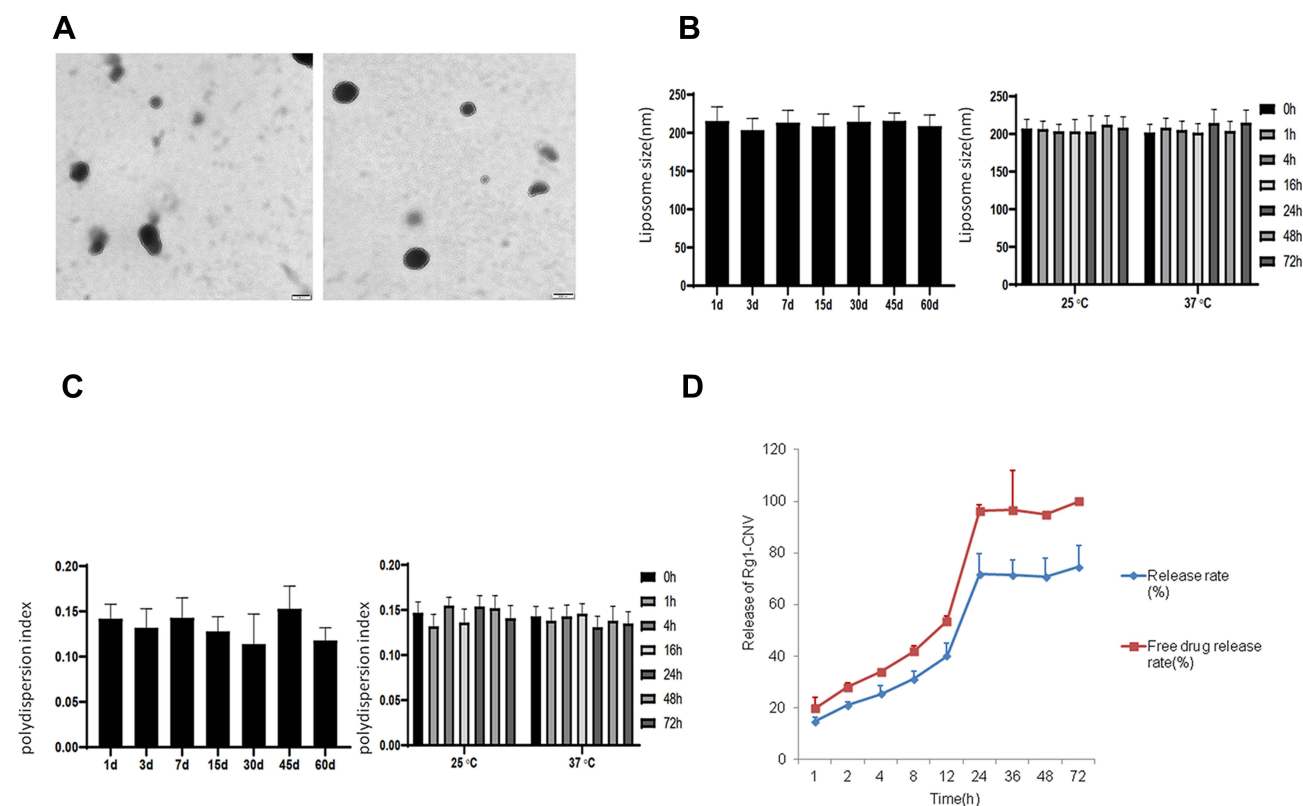 A
B
Liposome size(nm)
250
200
150
100
50
0
1d 3d 7d 15d 30d 45d 60d
Liposome size(nm)
250
200
150
100
50
0
25 °C 37 °C
0h
1h
4h
16h
24h
48h
72h
C
polydispersion index
0.20
0.15
0.10
0.05
0.00
1d 3d 7d 15d 30d 45d 60d
polydispersion index
0.20
0.15
0.10
0.05
0.00
25 °C 37 °C
0h
1h
4h
16h
24h
48h
72h
D
Release of Rg1-CNV
120
100
80
60
40
20
0
1 2 4 8 12 24 36 48 72
Time(h)
Release rate
(%)
Free drug release
rate(%)